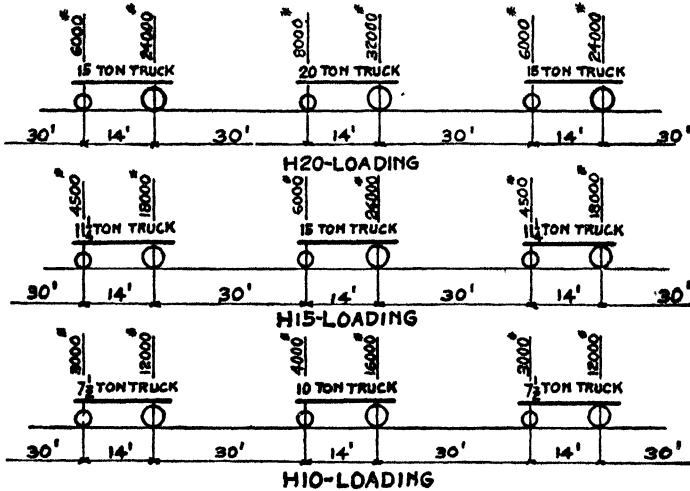 6000# 24000# 8000# 32000# 6000# 24000#
15 TON TRUCK 20 TON TRUCK 15 TON TRUCK
30' 14' 30' 14' 30' 14' 30'
H20-LOADING
4500# 18000# 6000# 24000# 4500# 18000#
11¼ TON TRUCK 15 TON TRUCK 11¼ TON TRUCK
30' 14' 30' 14' 30' 14' 30'
H15-LOADING
3000# 12000# 4000# 16000# 3000# 12000#
7½ TON TRUCK 10 TON TRUCK 7½ TON TRUCK
30' 14' 30' 14' 30' 14' 30'
H10-LOADING